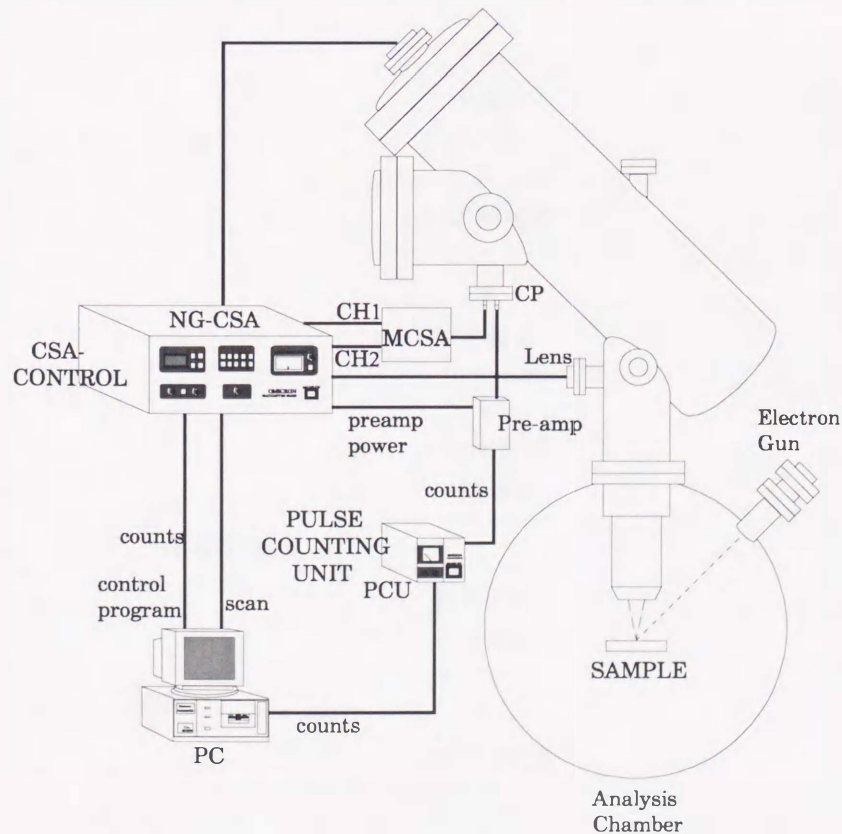 NG-CSA
CSA-
CONTROL
CH1
CH2
MCSA
CP
Lens
OMICRON
preamp
power
Pre-amp
Electron
Gun
counts
PULSE
COUNTING
UNIT
PCU
counts
control
program
scan
SAMPLE
counts
PC
Analysis
Chamber